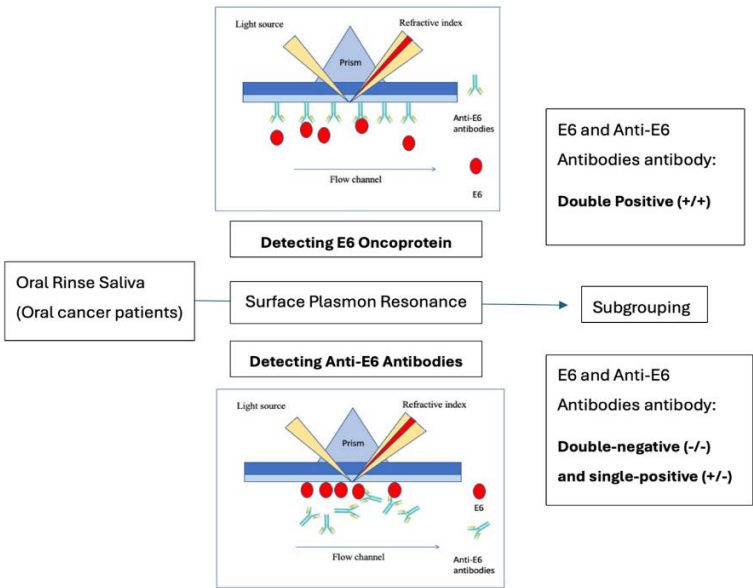 Light source
Refractive index
Prism
Anti-E6
antibodies
Flow channel
E6
Detecting E6 Oncoprotein
Oral Rinse Saliva
(Oral cancer patients)
Surface Plasmon Resonance
Detecting Anti-E6 Antibodies
Light source
Refractive index
Prism
E6
Flow channel
Anti-E6
antibodies
E6 and Anti-E6
Antibodies antibody:
Double Positive (+/+)
Subgrouping
E6 and Anti-E6
Antibodies antibody:
Double-negative (-/-)
and single-positive (+/-)